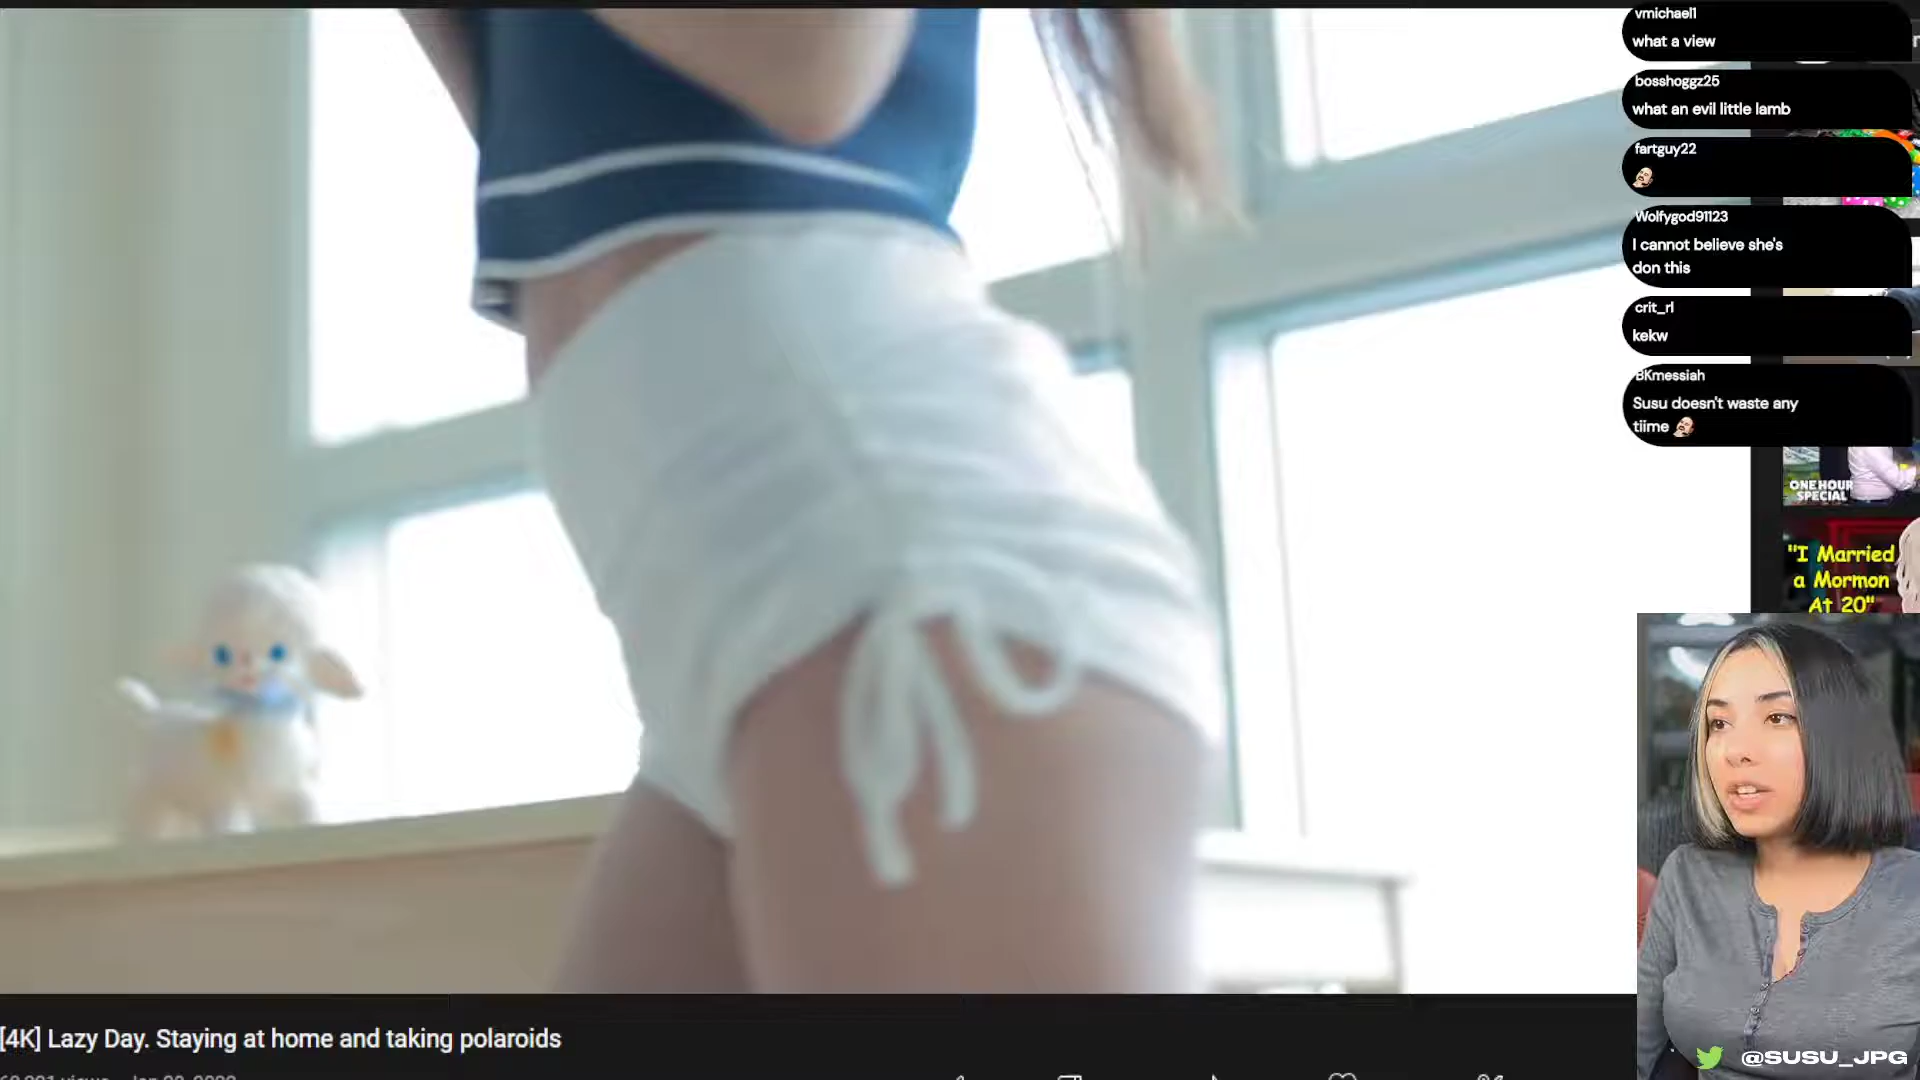 vmichael1
what a view
bosshoggz25
what an evil little lamb
fartguy22
Wolfygod91123
I cannot believe she's
don this
crit_rl
kekw
BKmessiah
Susu doesn't waste any
tiime
ONE HOUR
SPECIAL
"I Married
a Mormon
At 20"
[4K] Lazy Day. Staying at home and taking polaroids
@SUSU_JPG